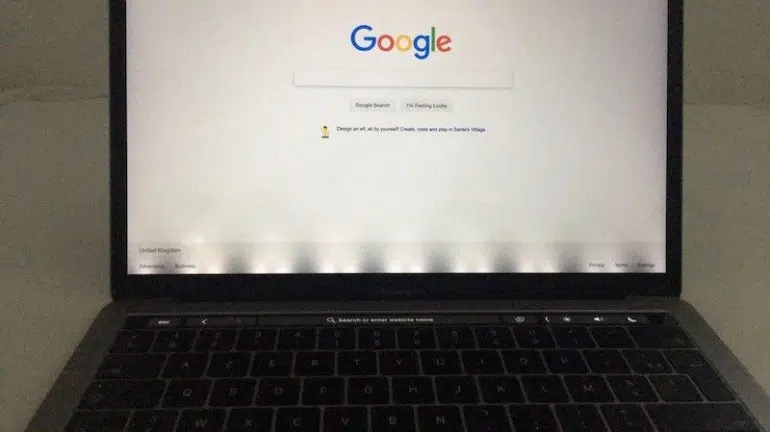 Google
Google Search I'm Feeling Lucky
Design an elf, all by yourself! Create, code and play in Santa's Village.
United Kingdom
Advertising Business Privacy Terms Settings
esc Search or enter website name
A Z E R T Y U I O P
Q S D F G H J K L M
W X C V B N